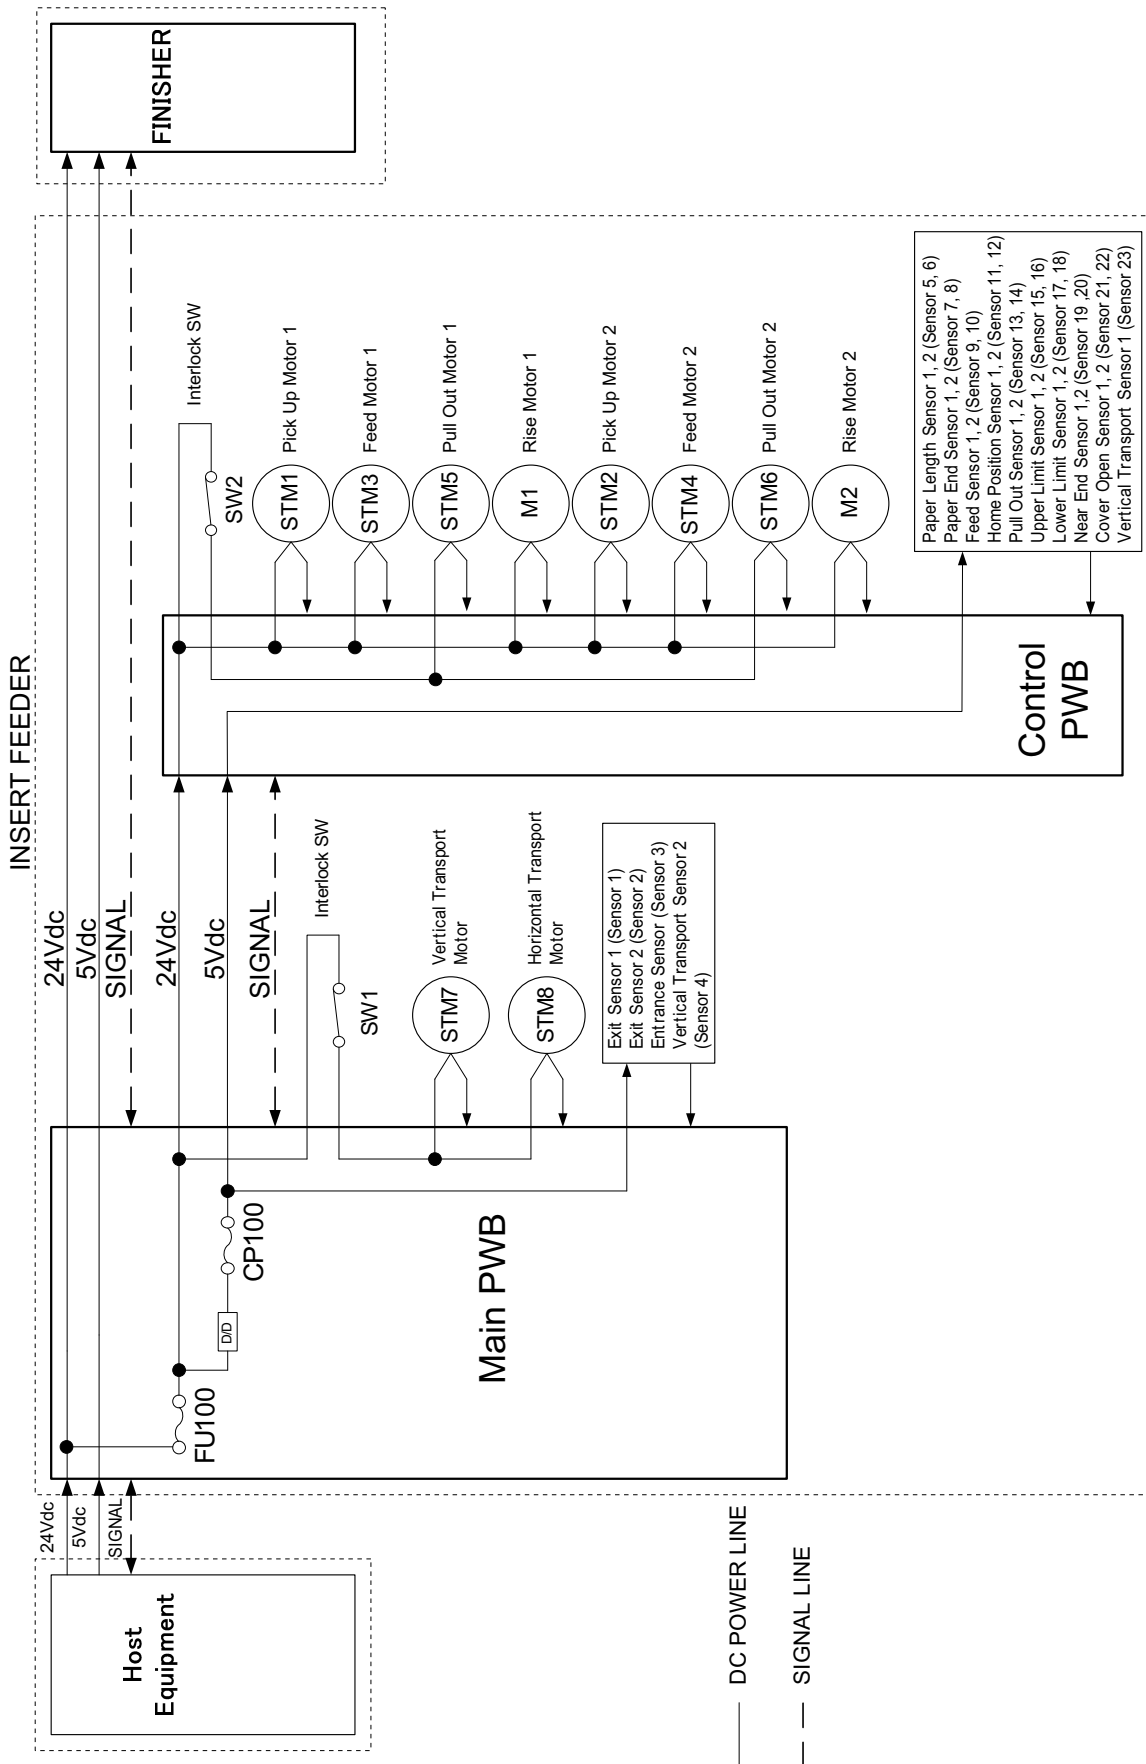 INSERT FEEDER
Host
Equipment
24Vdc
5Vdc
SIGNAL
FU100
D/D
CP100
Main PWB
24Vdc
5Vdc
SIGNAL
24Vdc
5Vdc
SIGNAL
Interlock SW
SW1
STM7
Vertical Transport
Motor
STM8
Horizontal Transport
Motor
Exit Sensor 1 (Sensor 1)
Exit Sensor 2 (Sensor 2)
Entrance Sensor (Sensor 3)
Vertical Transport Sensor 2
(Sensor 4)
Control
PWB
Interlock SW
SW2
STM1
Pick Up Motor 1
STM3
Feed Motor 1
STM5
Pull Out Motor 1
M1
Rise Motor 1
STM2
Pick Up Motor 2
STM4
Feed Motor 2
STM6
Pull Out Motor 2
M2
Rise Motor 2
Paper Length Sensor 1, 2 (Sensor 5, 6)
Paper End Sensor 1, 2 (Sensor 7, 8)
Feed Sensor 1, 2 (Sensor 9, 10)
Home Position Sensor 1, 2 (Sensor 11, 12)
Pull Out Sensor 1, 2 (Sensor 13, 14)
Upper Limit Sensor 1, 2 (Sensor 15, 16)
Lower Limit Sensor 1, 2 (Sensor 17, 18)
Near End Sensor 1,2 (Sensor 19 ,20)
Cover Open Sensor 1, 2 (Sensor 21, 22)
Vertical Transport Sensor 1 (Sensor 23)
FINISHER
DC POWER LINE
SIGNAL LINE